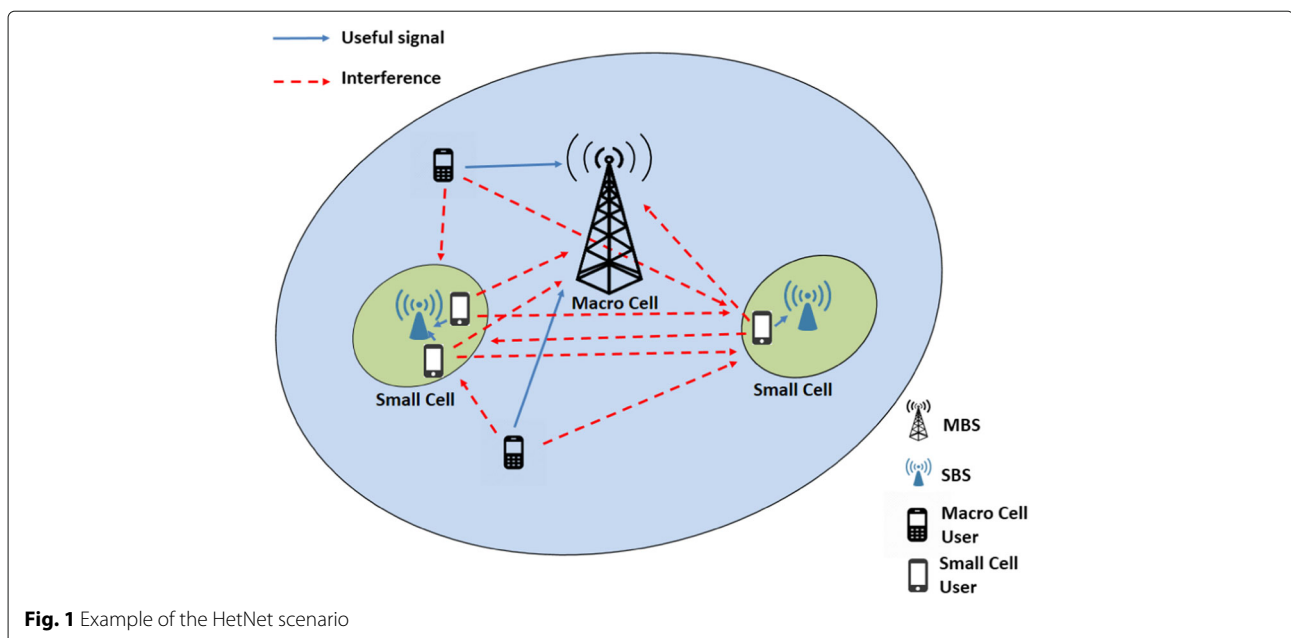 Useful signal
Interference
Macro Cell
Small Cell
Small Cell
MBS
SBS
Macro Cell
User
Small Cell
User
Fig. 1 Example of the HetNet scenario